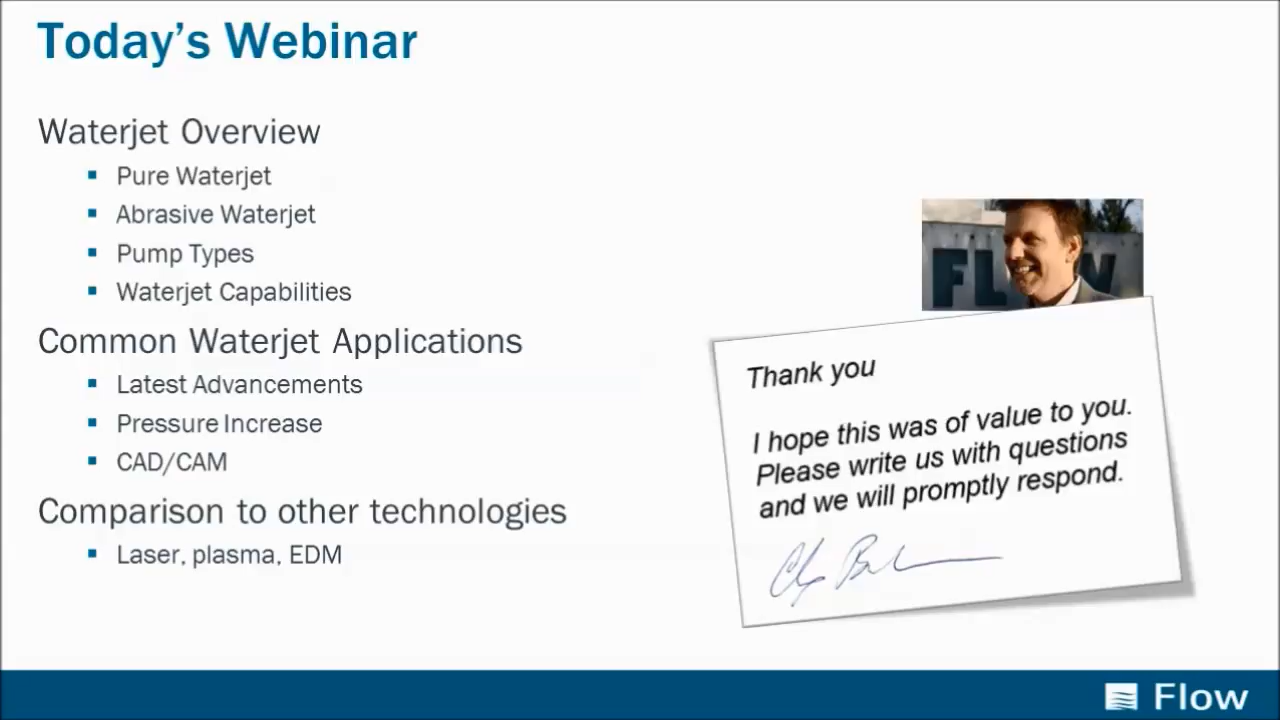 Today's Webinar
Waterjet Overview
Pure Waterjet
Abrasive Waterjet
Pump Types
Waterjet Capabilities
Common Waterjet Applications
Latest Advancements
Pressure Increase
CAD/CAM
Comparison to other technologies
Laser, plasma, EDM
Thank you
I hope this was of value to you.
Please write us with questions
and we will promptly respond.
Flow